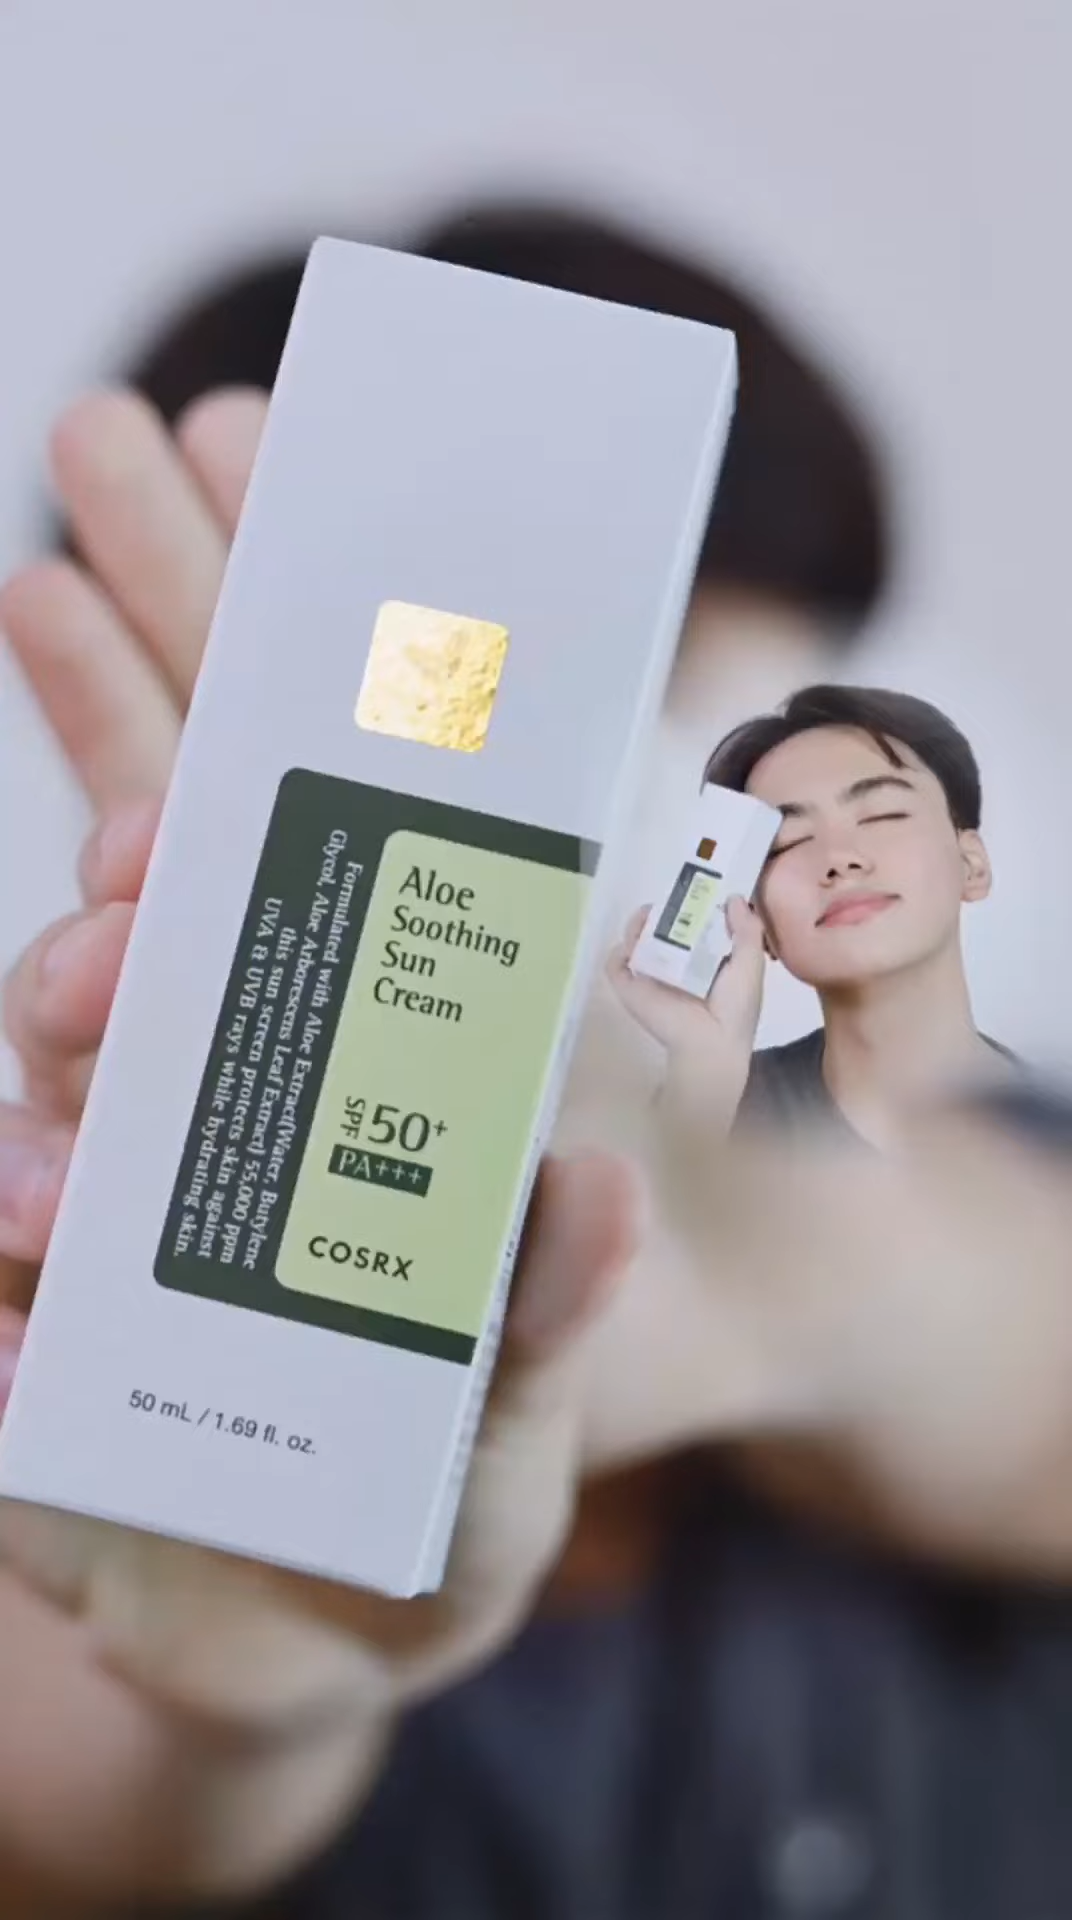 Aloe
Soothing
Sun
Cream
SPF 50+
PA+++
COSRX
Formulated with Aloe Extract(Water, Butylene
Glycol, Aloe Arborescens Leaf Extract) 55,000 ppm
this sun screen protects skin against
UVA & UVB rays while hydrating skin.
50 mL / 1.69 fl. oz.